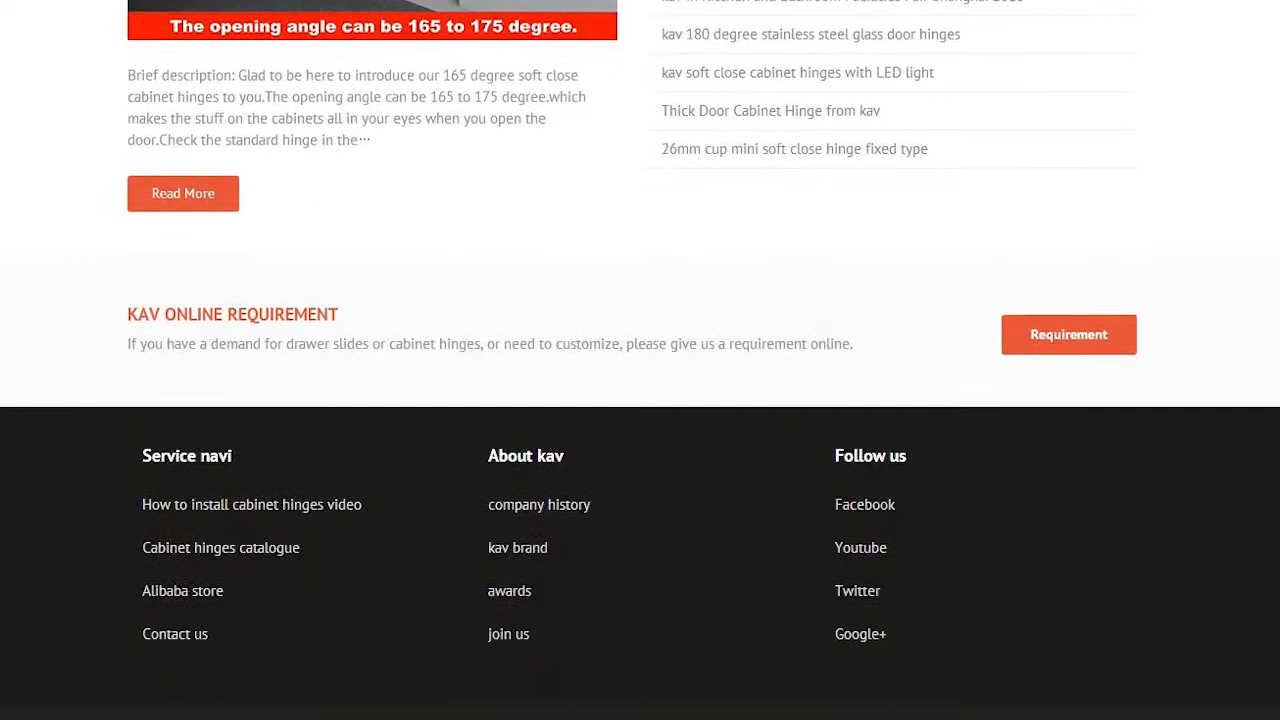 The opening angle can be 165 to 175 degree.
Brief description: Glad to be here to introduce our 165 degree soft close
cabinet hinges to you.The opening angle can be 165 to 175 degree.which
makes the stuff on the cabinets all in your eyes when you open the
door.Check the standard hinge in the···
Read More
kav 180 degree stainless steel glass door hinges
kav soft close cabinet hinges with LED light
Thick Door Cabinet Hinge from kav
26mm cup mini soft close hinge fixed type
KAV ONLINE REQUIREMENT
If you have a demand for drawer slides or cabinet hinges, or need to customize, please give us a requirement online.
Requirement
Service navi
How to install cabinet hinges video
Cabinet hinges catalogue
Alibaba store
Contact us
About kav
company history
kav brand
awards
join us
Follow us
Facebook
Youtube
Twitter
Google+